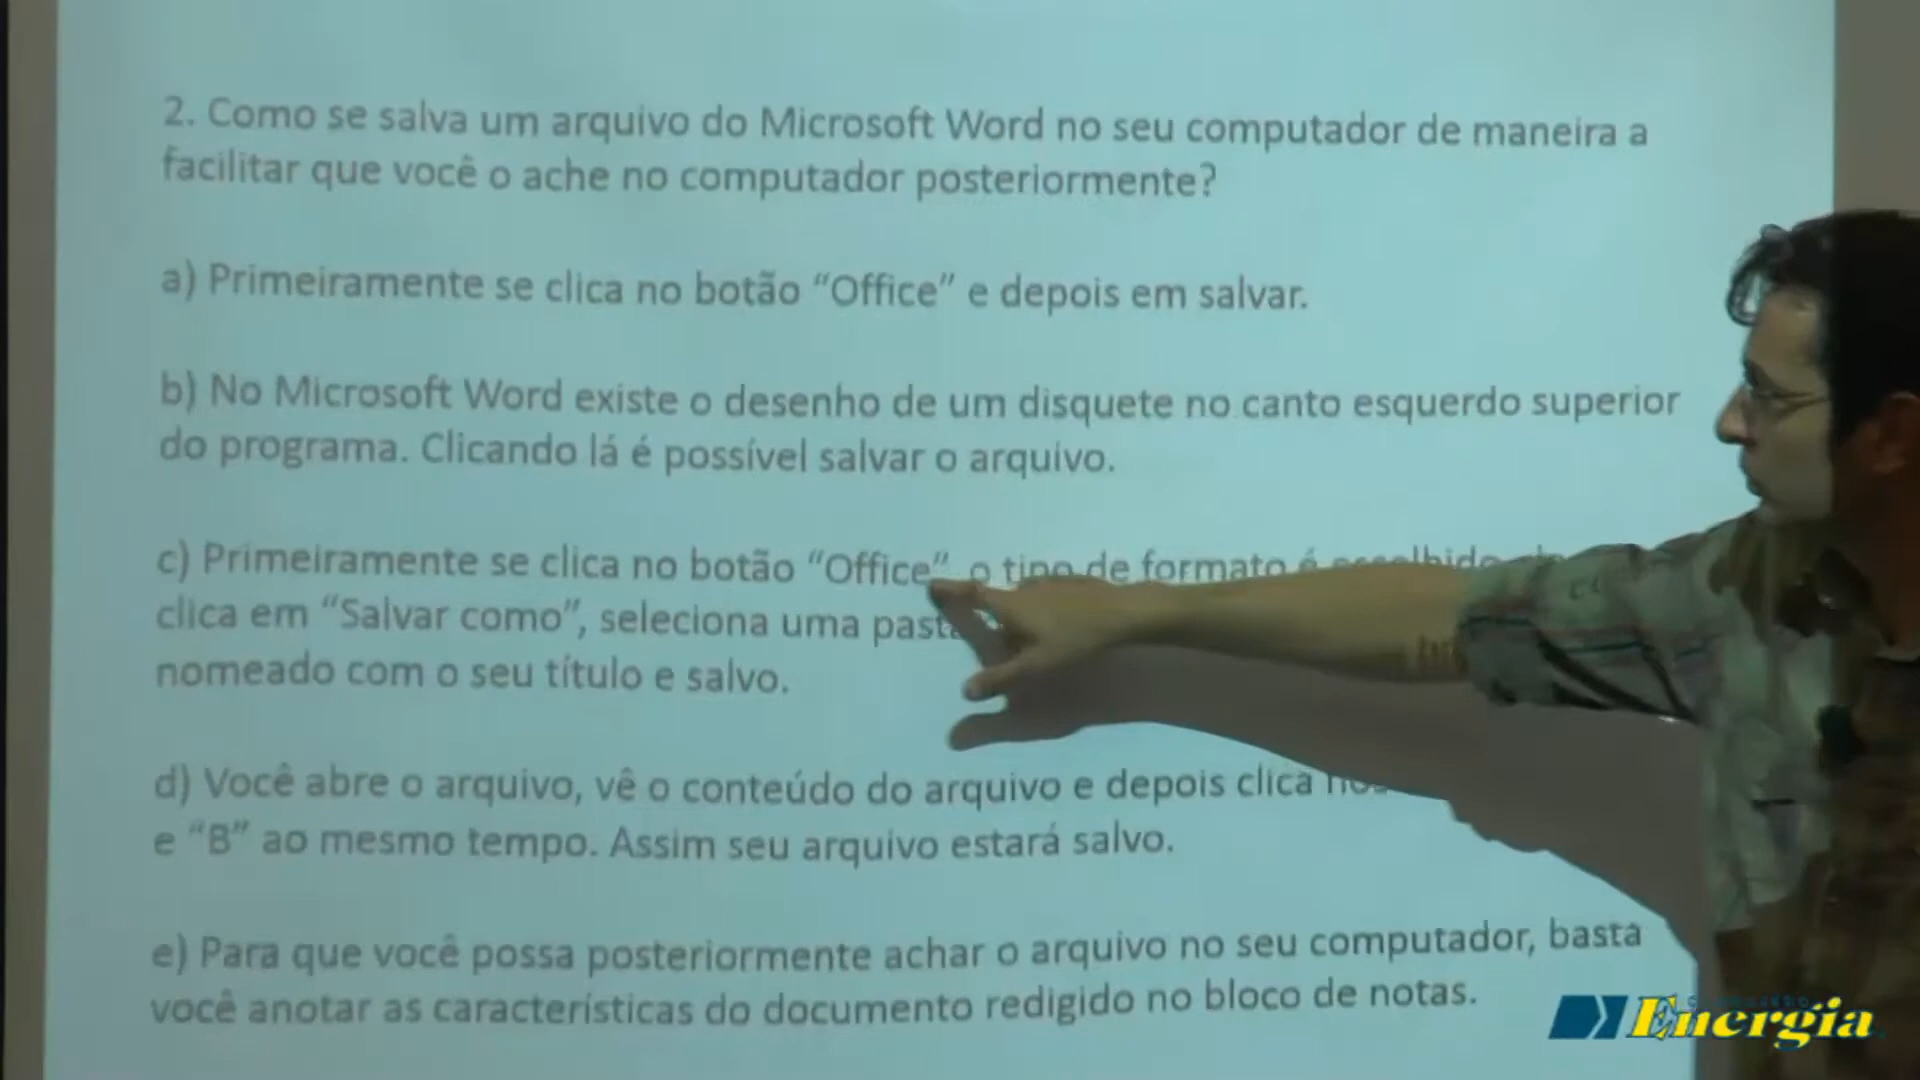 2. Como se salva um arquivo do Microsoft Word no seu computador de maneira a
facilitar que você o ache no computador posteriormente?
a) Primeiramente se clica no botão “Office” e depois em salvar.
b) No Microsoft Word existe o desenho de um disquete no canto esquerdo superior
do programa. Clicando lá é possível salvar o arquivo.
c) Primeiramente se clica no botão “Office”, o tipo de formato é escolhido
clica em “Salvar como”, seleciona uma pasta
nomeado com o seu título e salvo.
d) Você abre o arquivo, vê o conteúdo do arquivo e depois clica
e “B” ao mesmo tempo. Assim seu arquivo estará salvo.
e) Para que você possa posteriormente achar o arquivo no seu computador, basta
você anotar as características do documento redigido no bloco de notas.
Energia